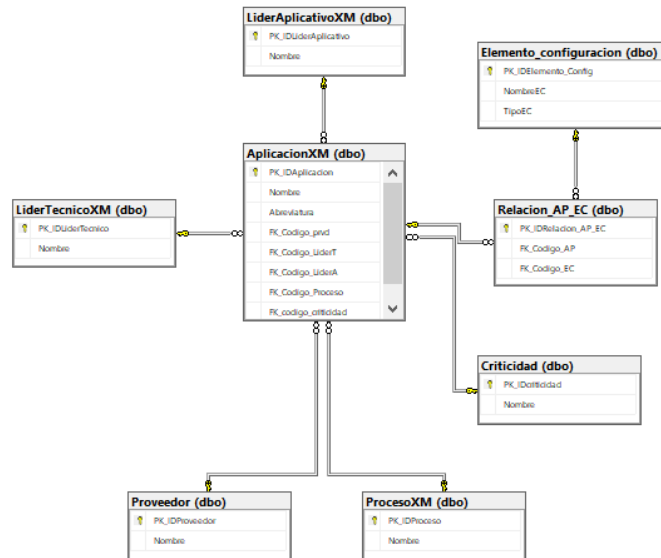 LiderAplicativoXM (dbo)
PK_IDLiderAplicativo
Nombre
Elemento_configuracion (dbo)
PK_IDElemento_Config
NombreEC
TipoEC
AplicacionXM (dbo)
PK_IDAplicacion
Nombre
Abreviatura
FK_Codigo_prvd
FK_Codigo_LiderT
FK_Codigo_LiderA
FK_Codigo_Proceso
FK_codigo_criticidad
LiderTecnicoXM (dbo)
PK_IDLiderTecnico
Nombre
Relacion_AP_EC (dbo)
PK_IDRelacion_AP_EC
FK_Codigo_AP
FK_Codigo_EC
Criticidad (dbo)
PK_IDcriticidad
Nombre
Proveedor (dbo)
PK_IDProveedor
Nombre
ProcesoXM (dbo)
PK_IDProceso
Nombre